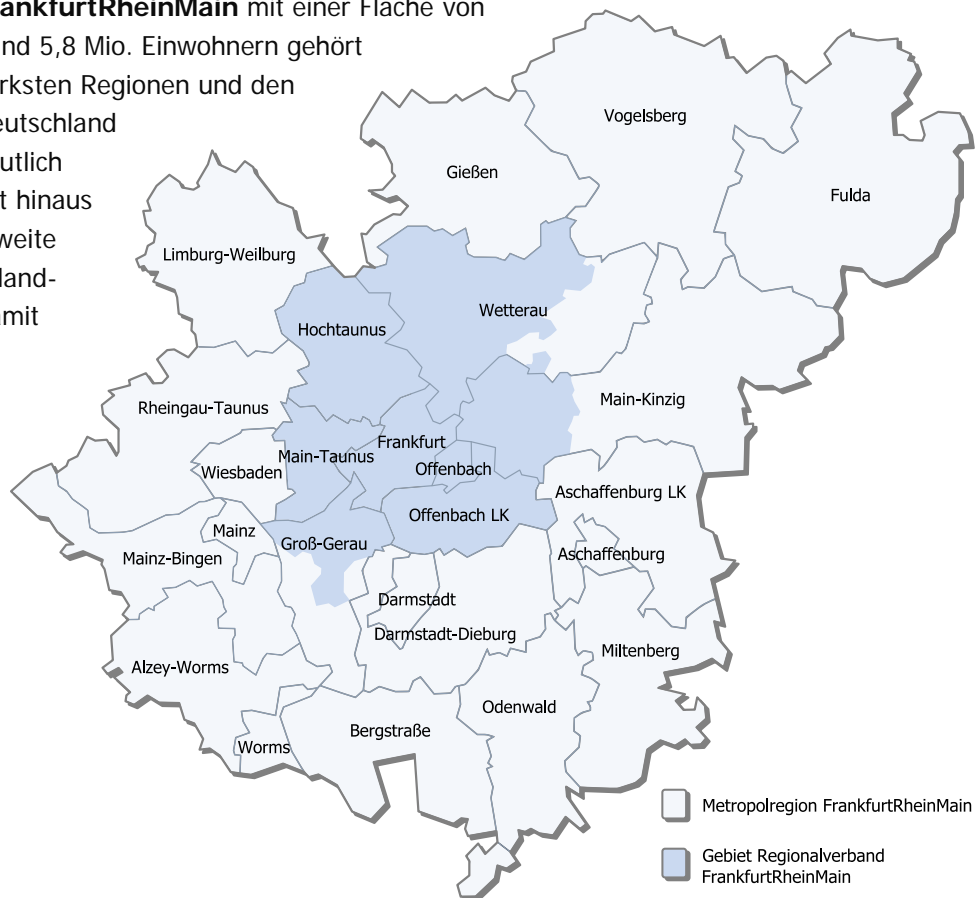 FrankfurtRheinMain mit einer Fläche von
nd 5,8 Mio. Einwohnern gehört
rksten Regionen und den
eutschland
utlich
t hinaus
weite
land-
mit
Vogelsberg
Gießen
Fulda
Limburg-Weilburg
Wetterau
Hochtaunus
Main-Kinzig
Rheingau-Taunus
Frankfurt
Main-Taunus
Offenbach
Wiesbaden
Aschaffenburg LK
Offenbach LK
Mainz
Groß-Gerau
Aschaffenburg
Mainz-Bingen
Darmstadt
Darmstadt-Dieburg
Miltenberg
Alzey-Worms
Odenwald
Bergstraße
Worms
Metropolregion FrankfurtRheinMain
Gebiet Regionalverband
FrankfurtRheinMain